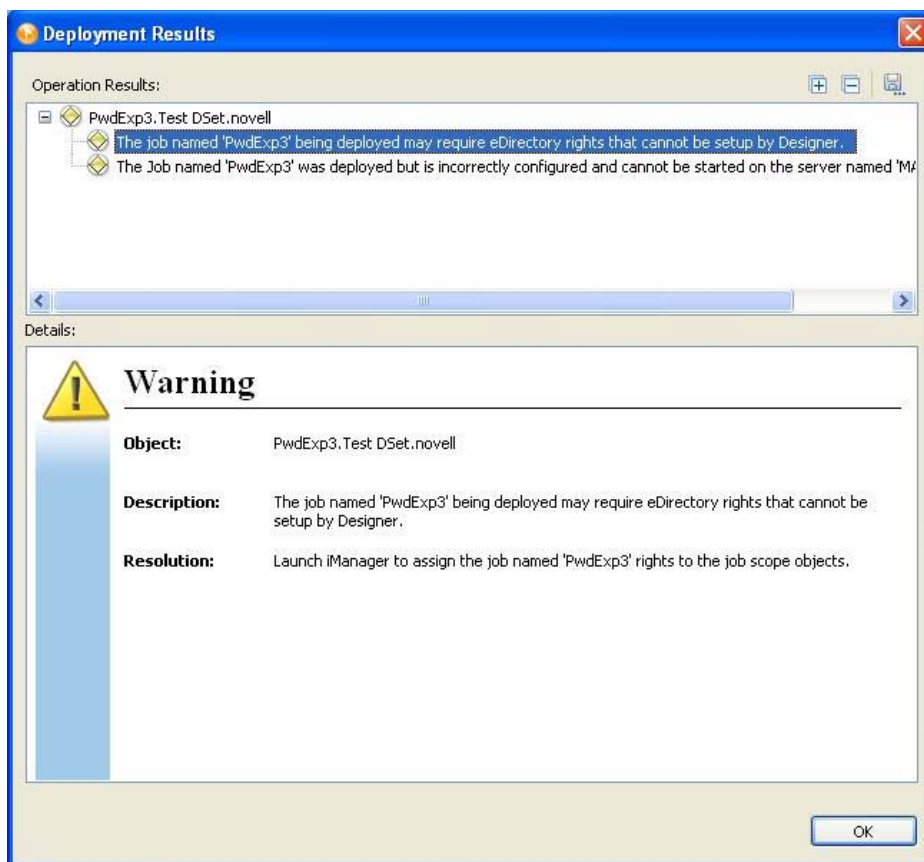 Deployment Results
Operation Results:
PwdExp3.Test DSet.novell
The job named 'PwdExp3' being deployed may require eDirectory rights that cannot be setup by Designer.
The Job named 'PwdExp3' was deployed but is incorrectly configured and cannot be started on the server named
Details:
Warning
Object: PwdExp3.Test DSet.novell
Description: The job named 'PwdExp3' being deployed may require eDirectory rights that cannot be
setup by Designer.
Resolution: Launch iManager to assign the job named 'PwdExp3' rights to the job scope objects.
OK